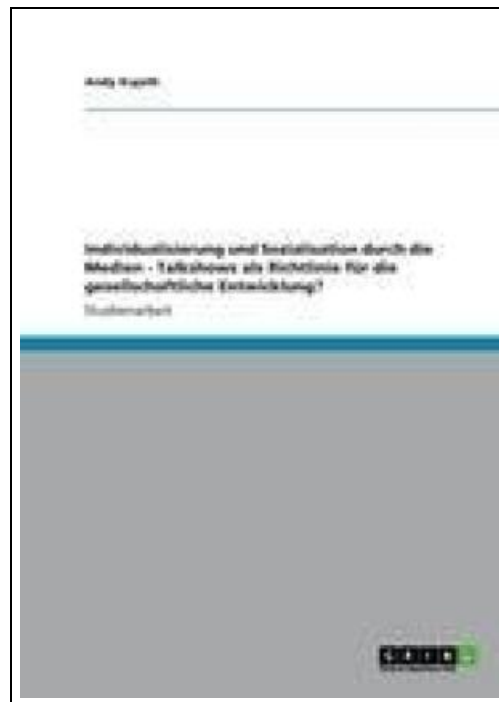 Andy
Individualisierung und Sozialisation durch die
Medien - Talkshows als Richtlinie für die
gesellschaftliche Entwicklung?
Studienarbeit
GRIN